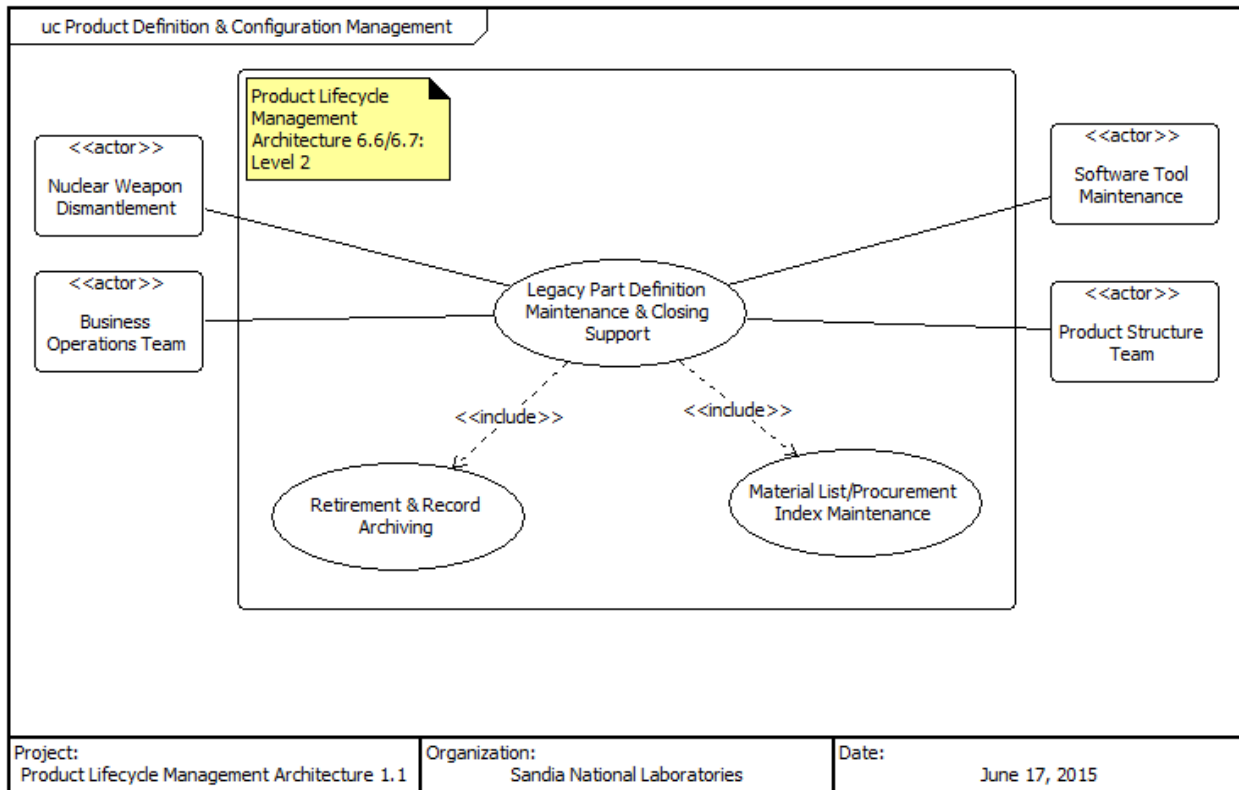 uc Product Definition & Configuration Management
Product Lifecycle
Management
Architecture 6.6/6.7:
Level 2
<<actor>>
Nuclear Weapon
Dismantlement
<<actor>>
Business
Operations Team
<<actor>>
Software Tool
Maintenance
<<actor>>
Product Structure
Team
Legacy Part Definition
Maintenance & Closing
Support
<<include>>
<<include>>
Retirement & Record
Archiving
Material List/Procurement
Index Maintenance
Project:
Product Lifecycle Management Architecture 1.1
Organization:
Sandia National Laboratories
Date:
June 17, 2015